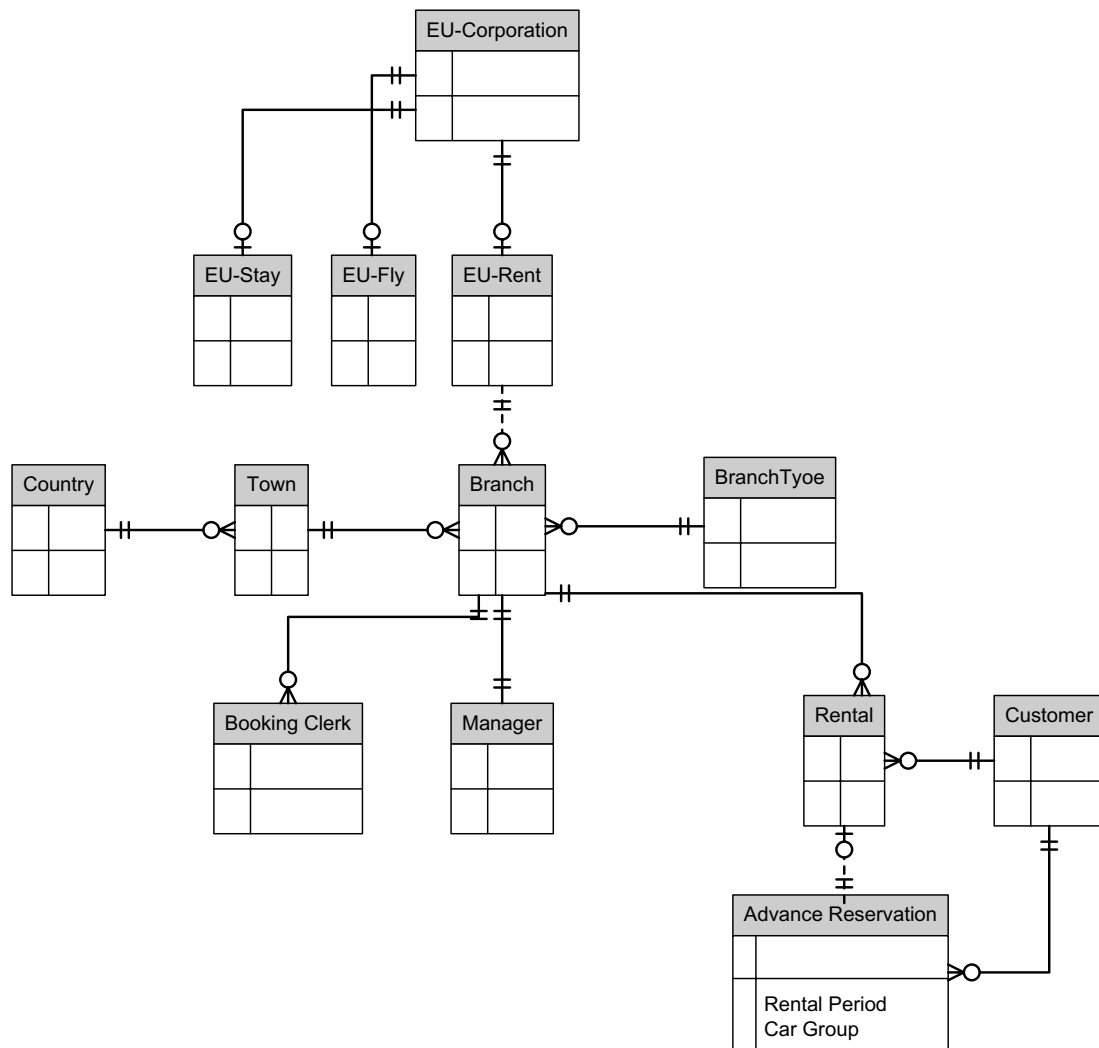 EU-Corporation
EU-Stay
EU-Fly
EU-Rent
Country
Town
Branch
BranchTyoe
Booking Clerk
Manager
Rental
Customer
Advance Reservation
Rental Period
Car Group